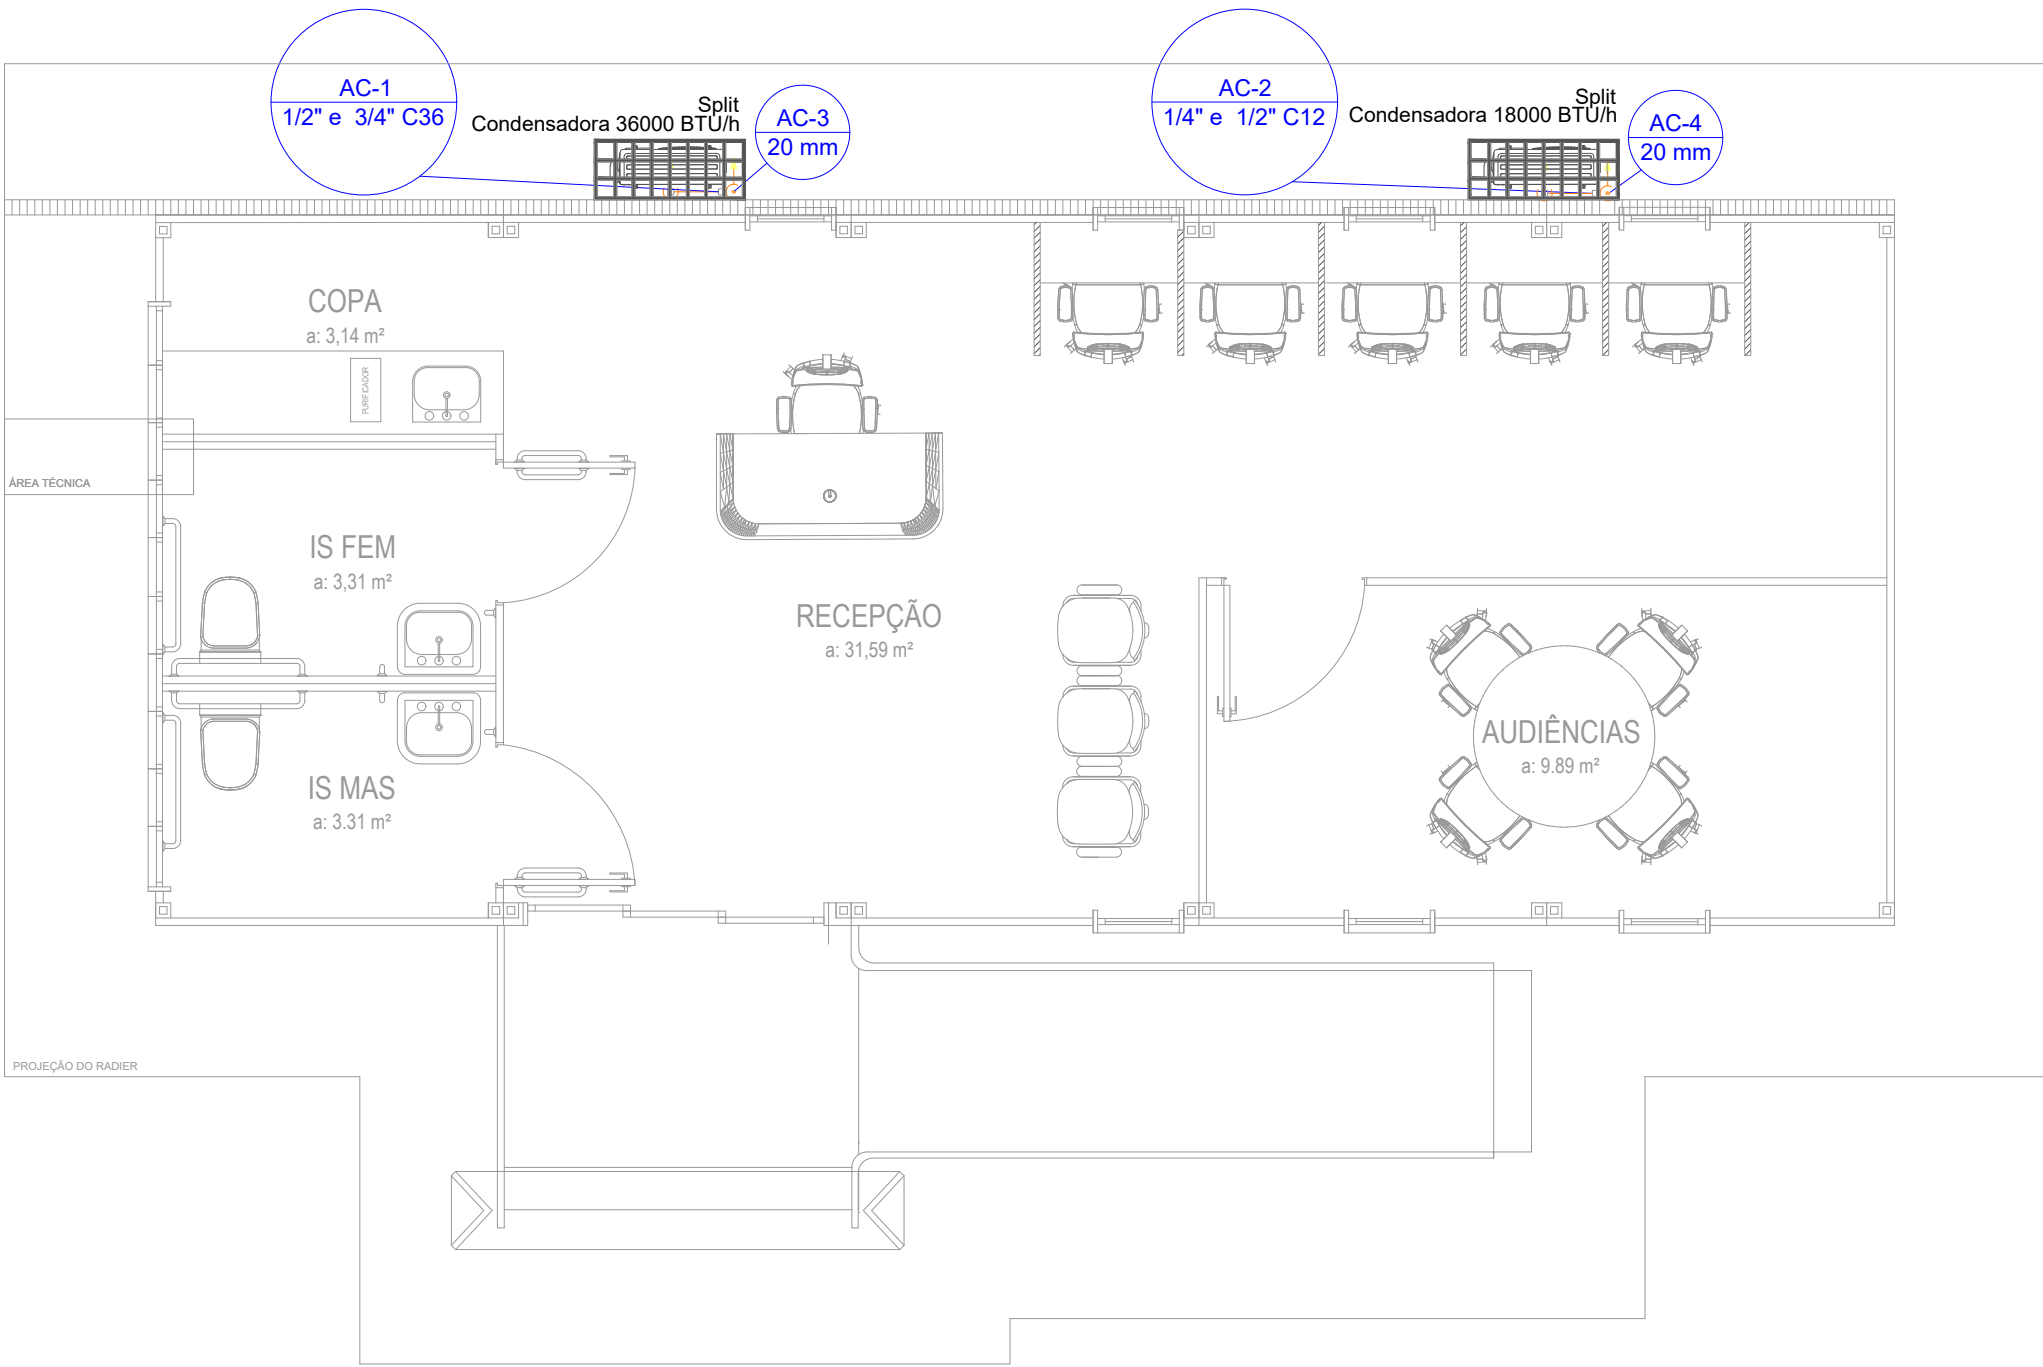 AC-1
1/2" e 3/4" C36
Split
Condensadora 36000 BTU/h
AC-3
20 mm
AC-2
1/4" e 1/2" C12
Split
Condensadora 18000 BTU/h
AC-4
20 mm
COPA
a: 3,14 m²
PURIFICADOR
ÁREA TÉCNICA
IS FEM
a: 3,31 m²
RECEPÇÃO
a: 31,59 m²
AUDIÊNCIAS
a: 9.89 m²
IS MAS
a: 3.31 m²
PROJEÇÃO DO RADIER